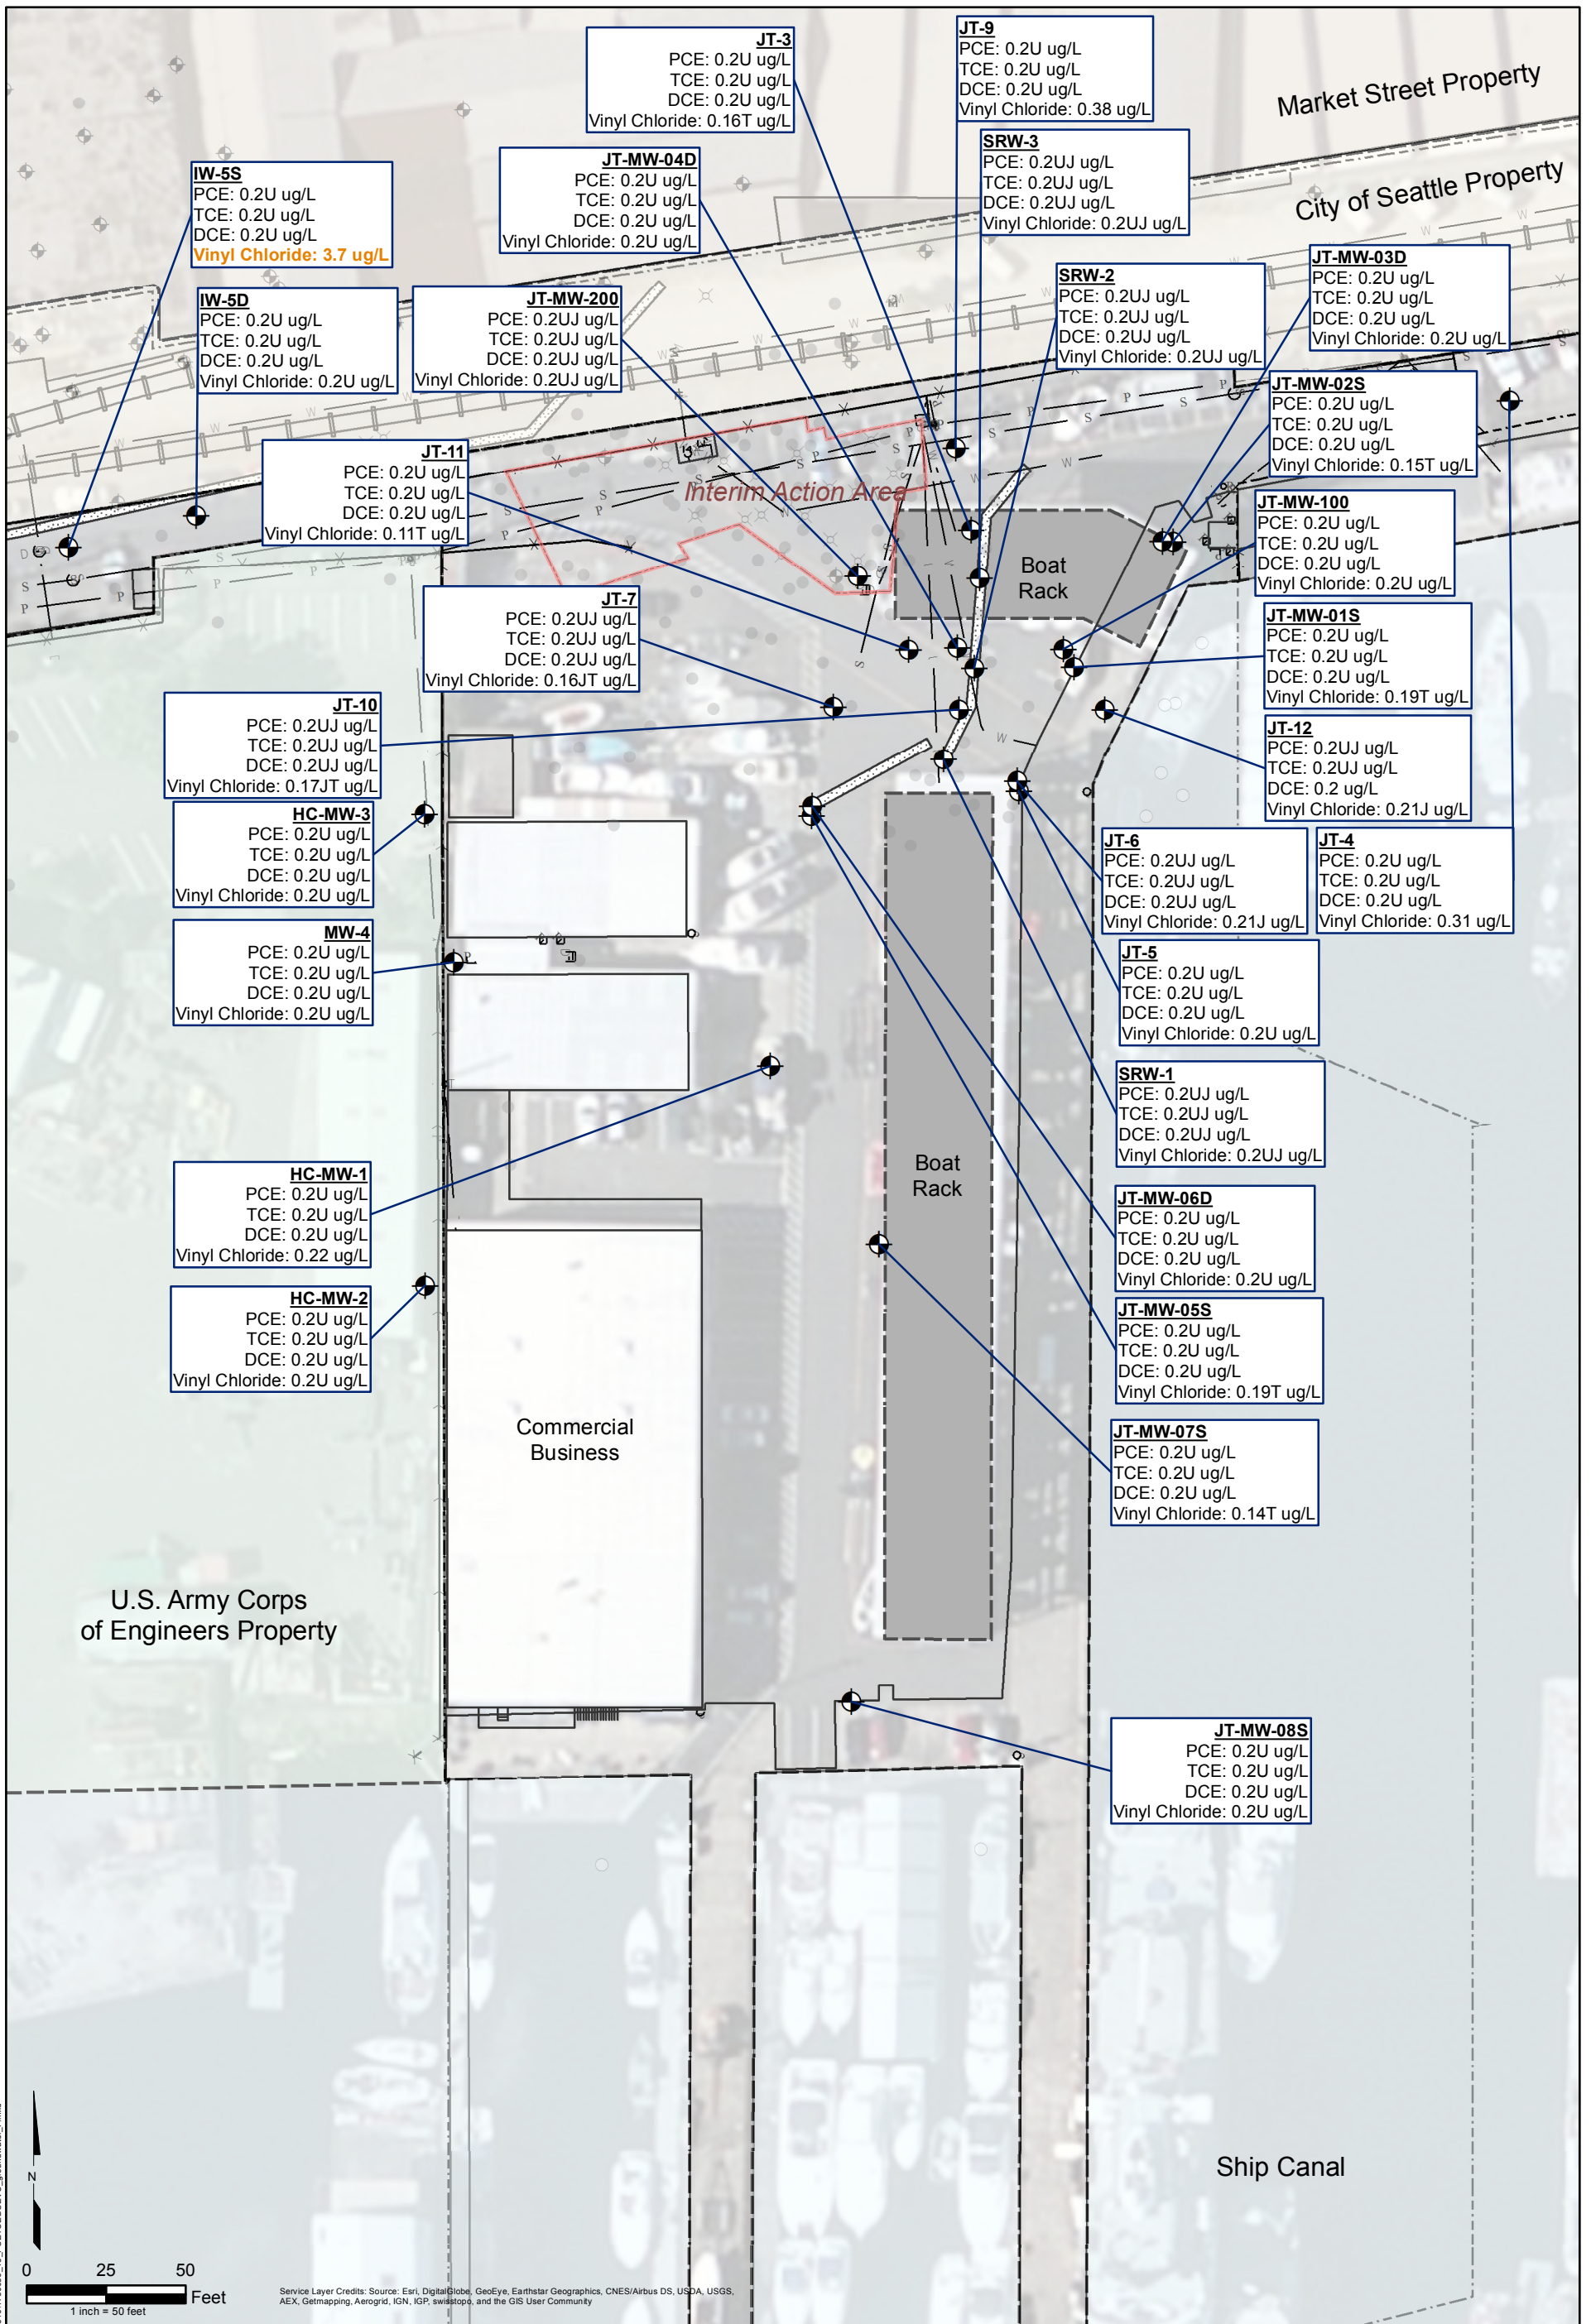 JT-3
PCE: 0.2U ug/L
TCE: 0.2U ug/L
DCE: 0.2U ug/L
Vinyl Chloride: 0.16T ug/L
JT-9
PCE: 0.2U ug/L
TCE: 0.2U ug/L
DCE: 0.2U ug/L
Vinyl Chloride: 0.38 ug/L
Market Street Property
City of Seattle Property
JT-MW-04D
PCE: 0.2U ug/L
TCE: 0.2U ug/L
DCE: 0.2U ug/L
Vinyl Chloride: 0.2U ug/L
SRW-3
PCE: 0.2UJ ug/L
TCE: 0.2UJ ug/L
DCE: 0.2UJ ug/L
Vinyl Chloride: 0.2UJ ug/L
IW-5S
PCE: 0.2U ug/L
TCE: 0.2U ug/L
DCE: 0.2U ug/L
Vinyl Chloride: 3.7 ug/L
IW-5D
PCE: 0.2U ug/L
TCE: 0.2U ug/L
DCE: 0.2U ug/L
Vinyl Chloride: 0.2U ug/L
JT-MW-200
PCE: 0.2UJ ug/L
TCE: 0.2UJ ug/L
DCE: 0.2UJ ug/L
Vinyl Chloride: 0.2UJ ug/L
SRW-2
PCE: 0.2UJ ug/L
TCE: 0.2UJ ug/L
DCE: 0.2UJ ug/L
Vinyl Chloride: 0.2UJ ug/L
JT-MW-03D
PCE: 0.2U ug/L
TCE: 0.2U ug/L
DCE: 0.2U ug/L
Vinyl Chloride: 0.2U ug/L
JT-MW-02S
PCE: 0.2U ug/L
TCE: 0.2U ug/L
DCE: 0.2U ug/L
Vinyl Chloride: 0.15T ug/L
JT-11
PCE: 0.2U ug/L
TCE: 0.2U ug/L
DCE: 0.2U ug/L
Vinyl Chloride: 0.11T ug/L
Interim Action Area
JT-MW-100
PCE: 0.2U ug/L
TCE: 0.2U ug/L
DCE: 0.2U ug/L
Vinyl Chloride: 0.2U ug/L
Boat
Rack
JT-7
PCE: 0.2UJ ug/L
TCE: 0.2UJ ug/L
DCE: 0.2UJ ug/L
Vinyl Chloride: 0.16JT ug/L
JT-MW-01S
PCE: 0.2U ug/L
TCE: 0.2U ug/L
DCE: 0.2U ug/L
Vinyl Chloride: 0.19T ug/L
JT-10
PCE: 0.2UJ ug/L
TCE: 0.2UJ ug/L
DCE: 0.2UJ ug/L
Vinyl Chloride: 0.17JT ug/L
JT-12
PCE: 0.2UJ ug/L
TCE: 0.2UJ ug/L
DCE: 0.2 ug/L
Vinyl Chloride: 0.21J ug/L
HC-MW-3
PCE: 0.2U ug/L
TCE: 0.2U ug/L
DCE: 0.2U ug/L
Vinyl Chloride: 0.2U ug/L
JT-6
PCE: 0.2UJ ug/L
TCE: 0.2UJ ug/L
DCE: 0.2UJ ug/L
Vinyl Chloride: 0.21J ug/L
JT-4
PCE: 0.2U ug/L
TCE: 0.2U ug/L
DCE: 0.2U ug/L
Vinyl Chloride: 0.31 ug/L
MW-4
PCE: 0.2U ug/L
TCE: 0.2U ug/L
DCE: 0.2U ug/L
Vinyl Chloride: 0.2U ug/L
JT-5
PCE: 0.2U ug/L
TCE: 0.2U ug/L
DCE: 0.2U ug/L
Vinyl Chloride: 0.2U ug/L
SRW-1
PCE: 0.2UJ ug/L
TCE: 0.2UJ ug/L
DCE: 0.2UJ ug/L
Vinyl Chloride: 0.2UJ ug/L
Boat
Rack
HC-MW-1
PCE: 0.2U ug/L
TCE: 0.2U ug/L
DCE: 0.2U ug/L
Vinyl Chloride: 0.22 ug/L
JT-MW-06D
PCE: 0.2U ug/L
TCE: 0.2U ug/L
DCE: 0.2U ug/L
Vinyl Chloride: 0.2U ug/L
HC-MW-2
PCE: 0.2U ug/L
TCE: 0.2U ug/L
DCE: 0.2U ug/L
Vinyl Chloride: 0.2U ug/L
JT-MW-05S
PCE: 0.2U ug/L
TCE: 0.2U ug/L
DCE: 0.2U ug/L
Vinyl Chloride: 0.19T ug/L
Commercial
Business
JT-MW-07S
PCE: 0.2U ug/L
TCE: 0.2U ug/L
DCE: 0.2U ug/L
Vinyl Chloride: 0.14T ug/L
U.S. Army Corps
of Engineers Property
JT-MW-08S
PCE: 0.2U ug/L
TCE: 0.2U ug/L
DCE: 0.2U ug/L
Vinyl Chloride: 0.2U ug/L
Ship Canal
N
0 25 50
Feet
1 inch = 50 feet
Service Layer Credits: Source: Esri, DigitalGlobe, GeoEye, Earthstar Geographics, CNES/Airbus DS, USDA, USGS,
AEX, Getmapping, Aerogrid, IGN, IGP, swisstopo, and the GIS User Community